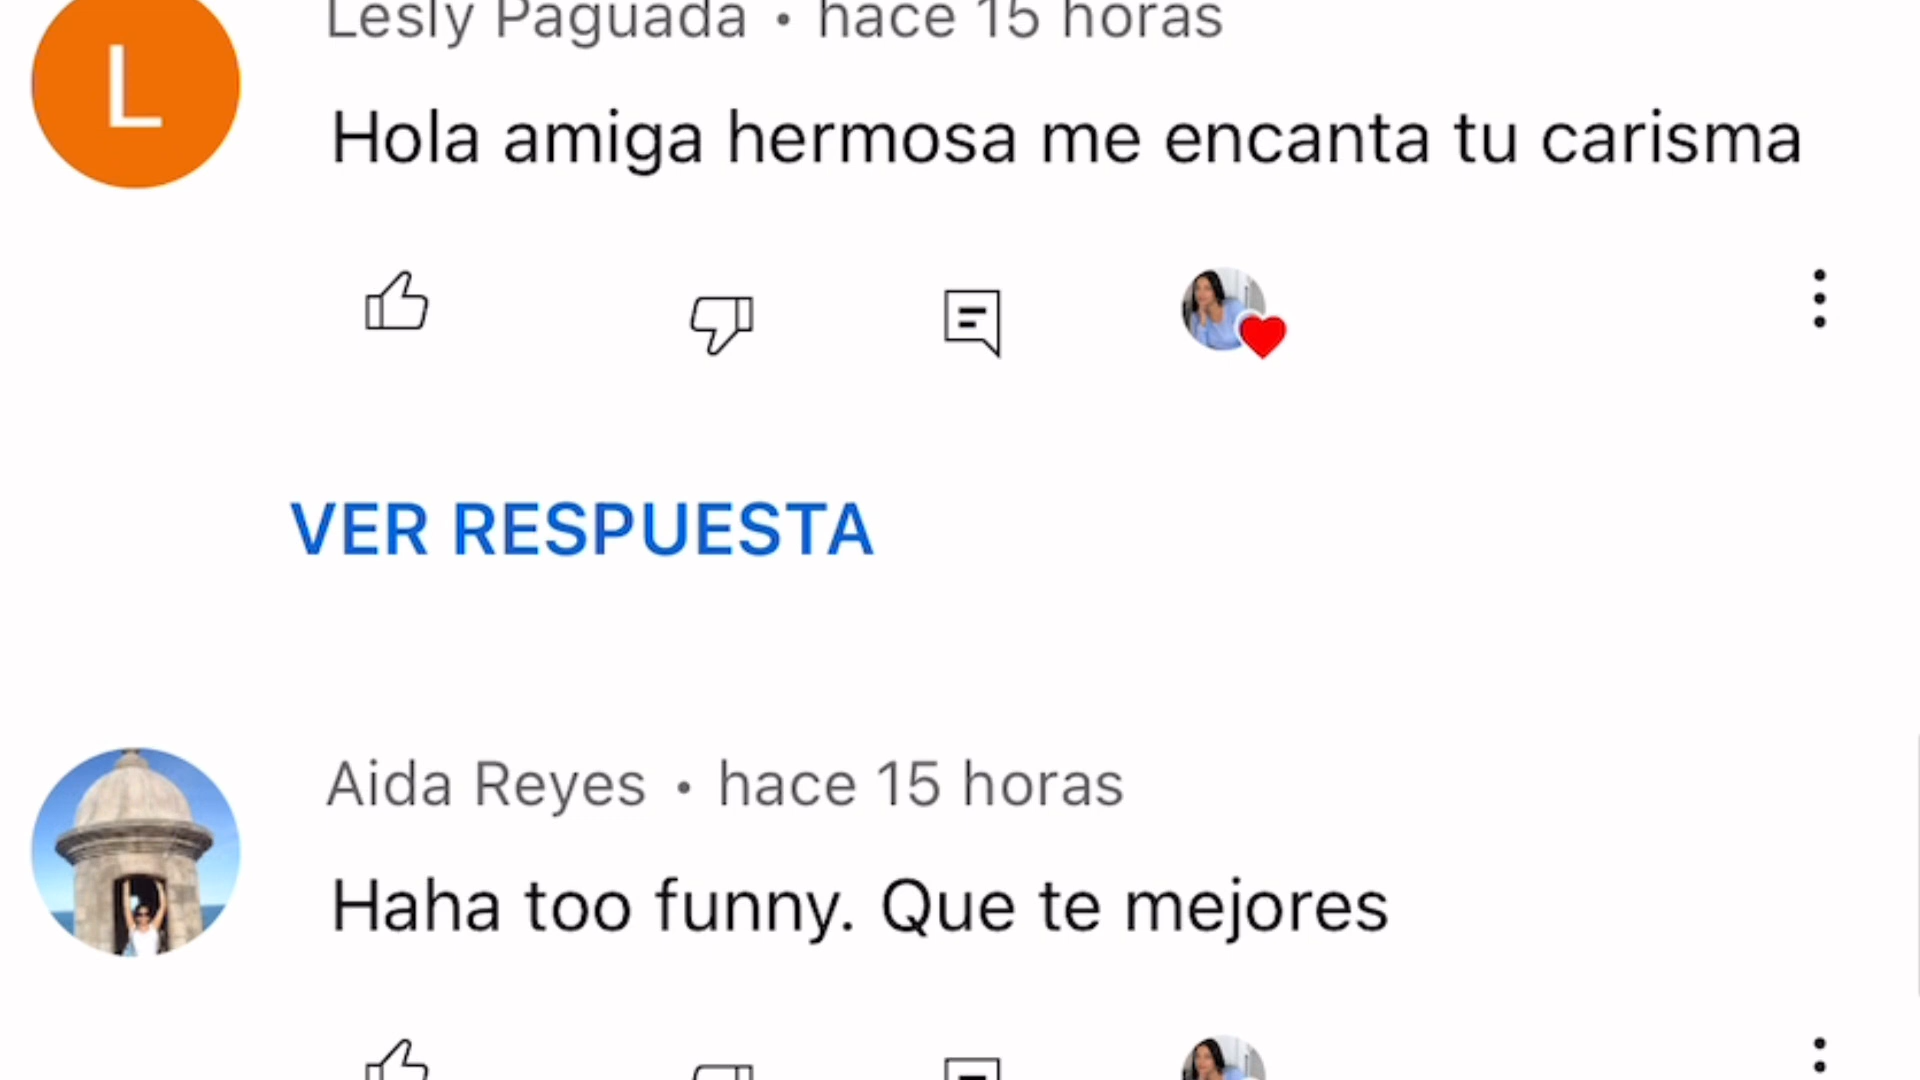 Lesly Paguada • hace 15 horas
L
Hola amiga hermosa me encanta tu carisma
VER RESPUESTA
Aida Reyes • hace 15 horas
Haha too funny. Que te mejores